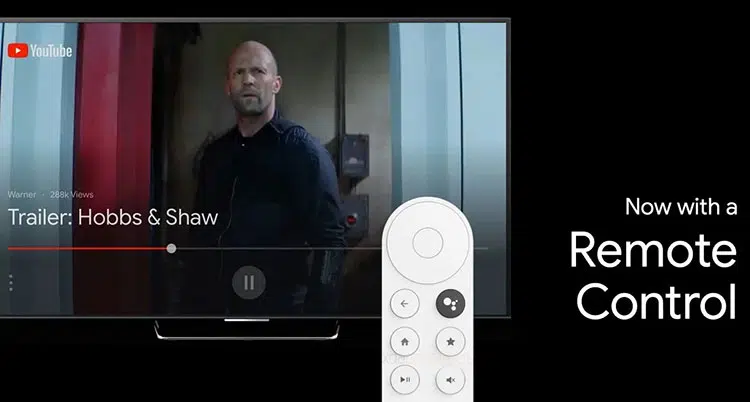 YouTube
Warner · 288k Views
Trailer: Hobbs & Shaw
Now with a
Remote
Control